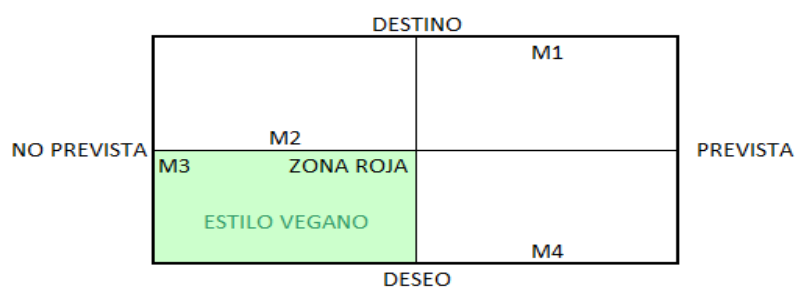 DESTINO
M1
M2
NO PREVISTA
PREVISTA
M3 ZONA ROJA
ESTILO VEGANO
M4
DESEO